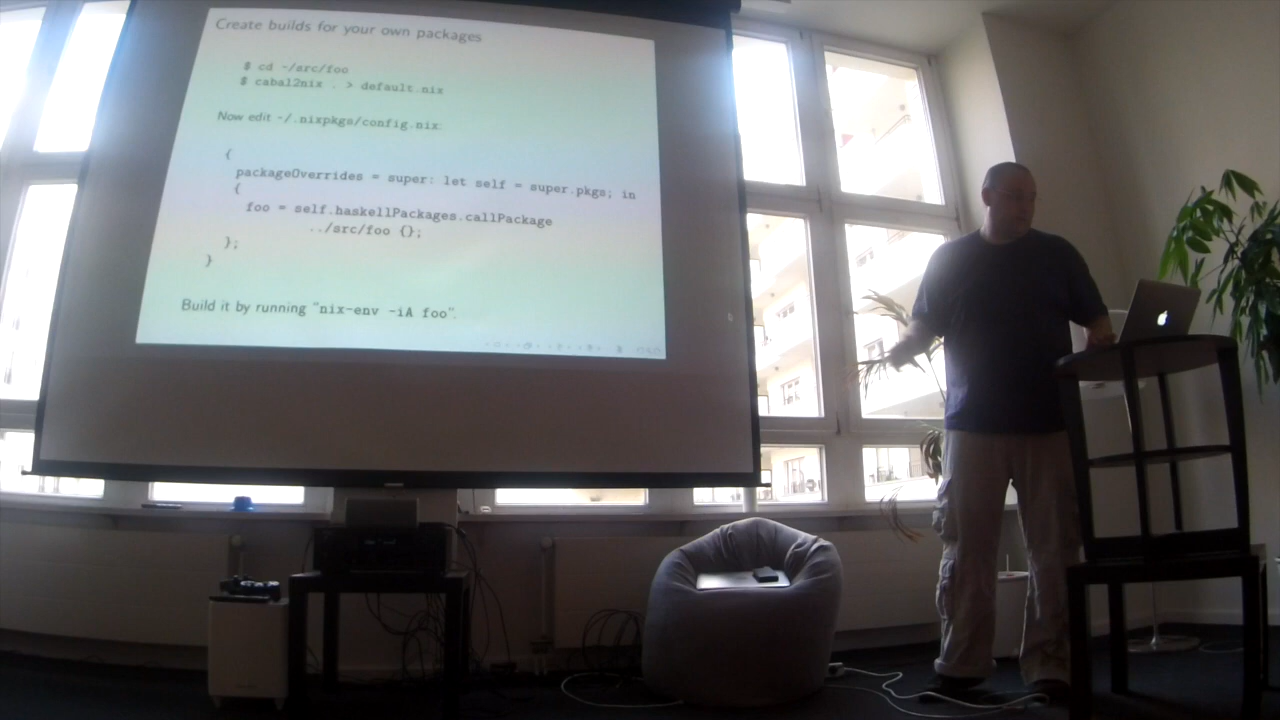 Create builds for your own packages
$ cd ~/src/foo
$ cabal2nix . > default.nix
Now edit ~/.nixpkgs/config.nix:
{
packageOverrides = super: let self = super.pkgs; in
{
foo = self.haskellPackages.callPackage
../src/foo {};
};
}
Build it by running "nix-env -iA foo".